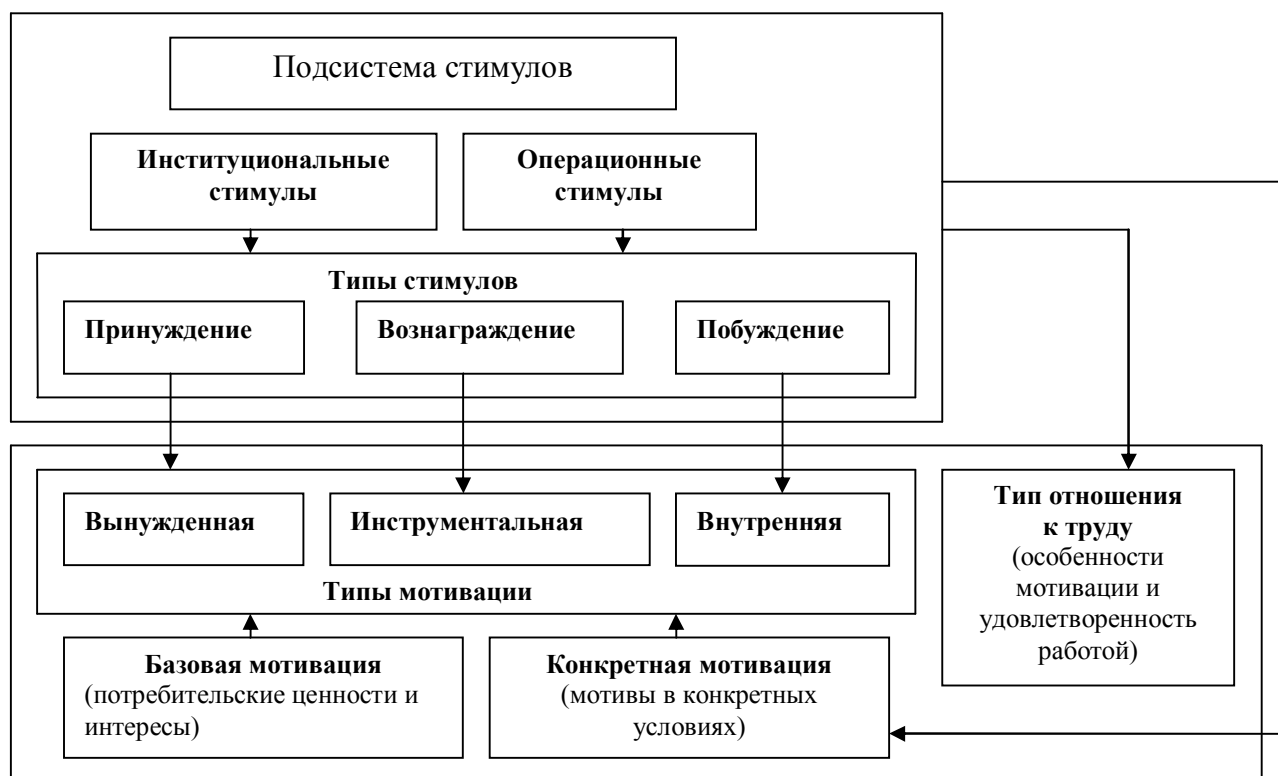 Подсистема стимулов
Институциональные
стимулы
Операционные
стимулы
Типы стимулов
Принуждение
Вознаграждение
Побуждение
Вынужденная
Инструментальная
Внутренняя
Типы мотивации
Тип отношения
к труду
(особенности
мотивации и
удовлетворенность
работой)
Базовая мотивация
(потребительские ценности и
интересы)
Конкретная мотивация
(мотивы в конкретных
условиях)